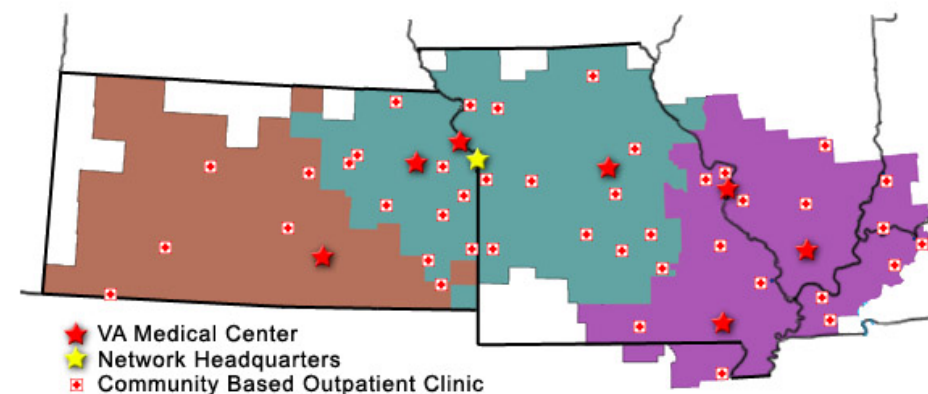 VA Medical Center
Network Headquarters
Community Based Outpatient Clinic